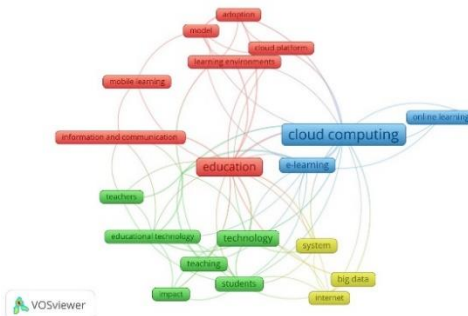 adoption
model
cloud platform
learning environments
mobile learning
online learning
cloud computing
information and communication
e-learning
education
teachers
educational technology
technology
system
teaching
big data
students
impact
internet
VOSviewer